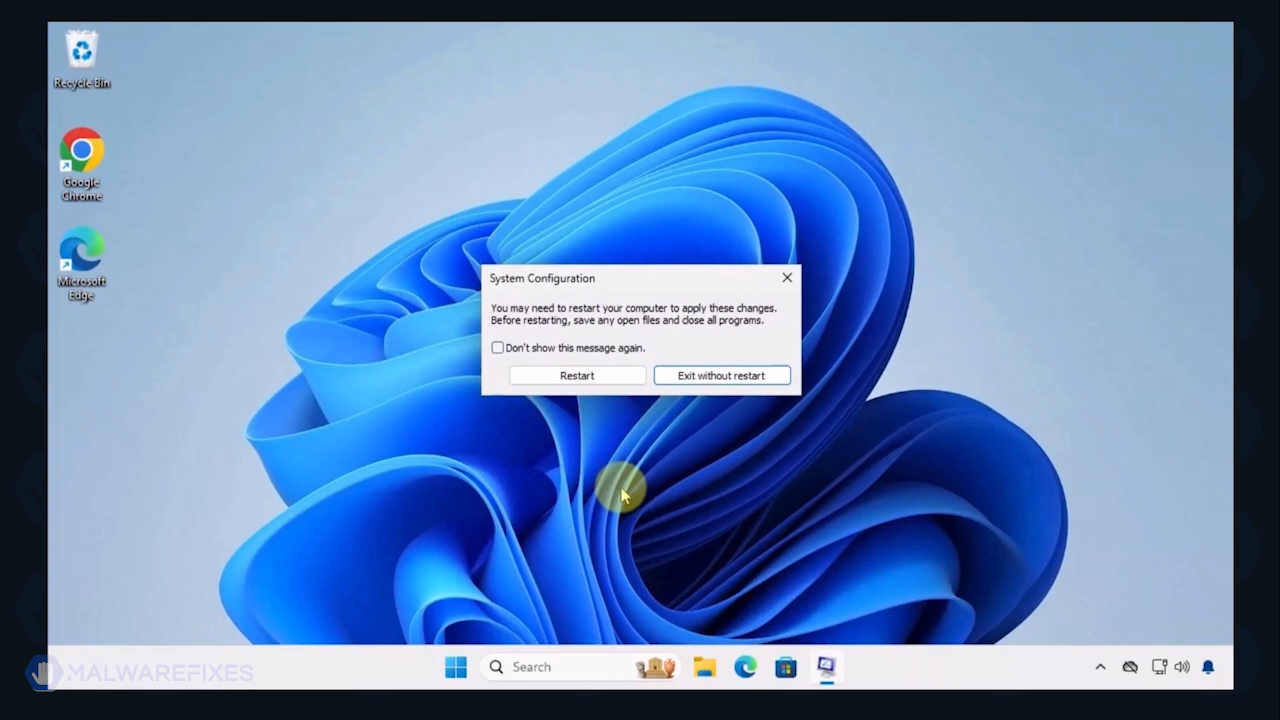 Recycle Bin
Google
Chrome
Microsoft
Edge
System Configuration
You may need to restart your computer to apply these changes.
Before restarting, save any open files and close all programs.
Don't show this message again.
Restart
Exit without restart
Search
MALWAREFIXES